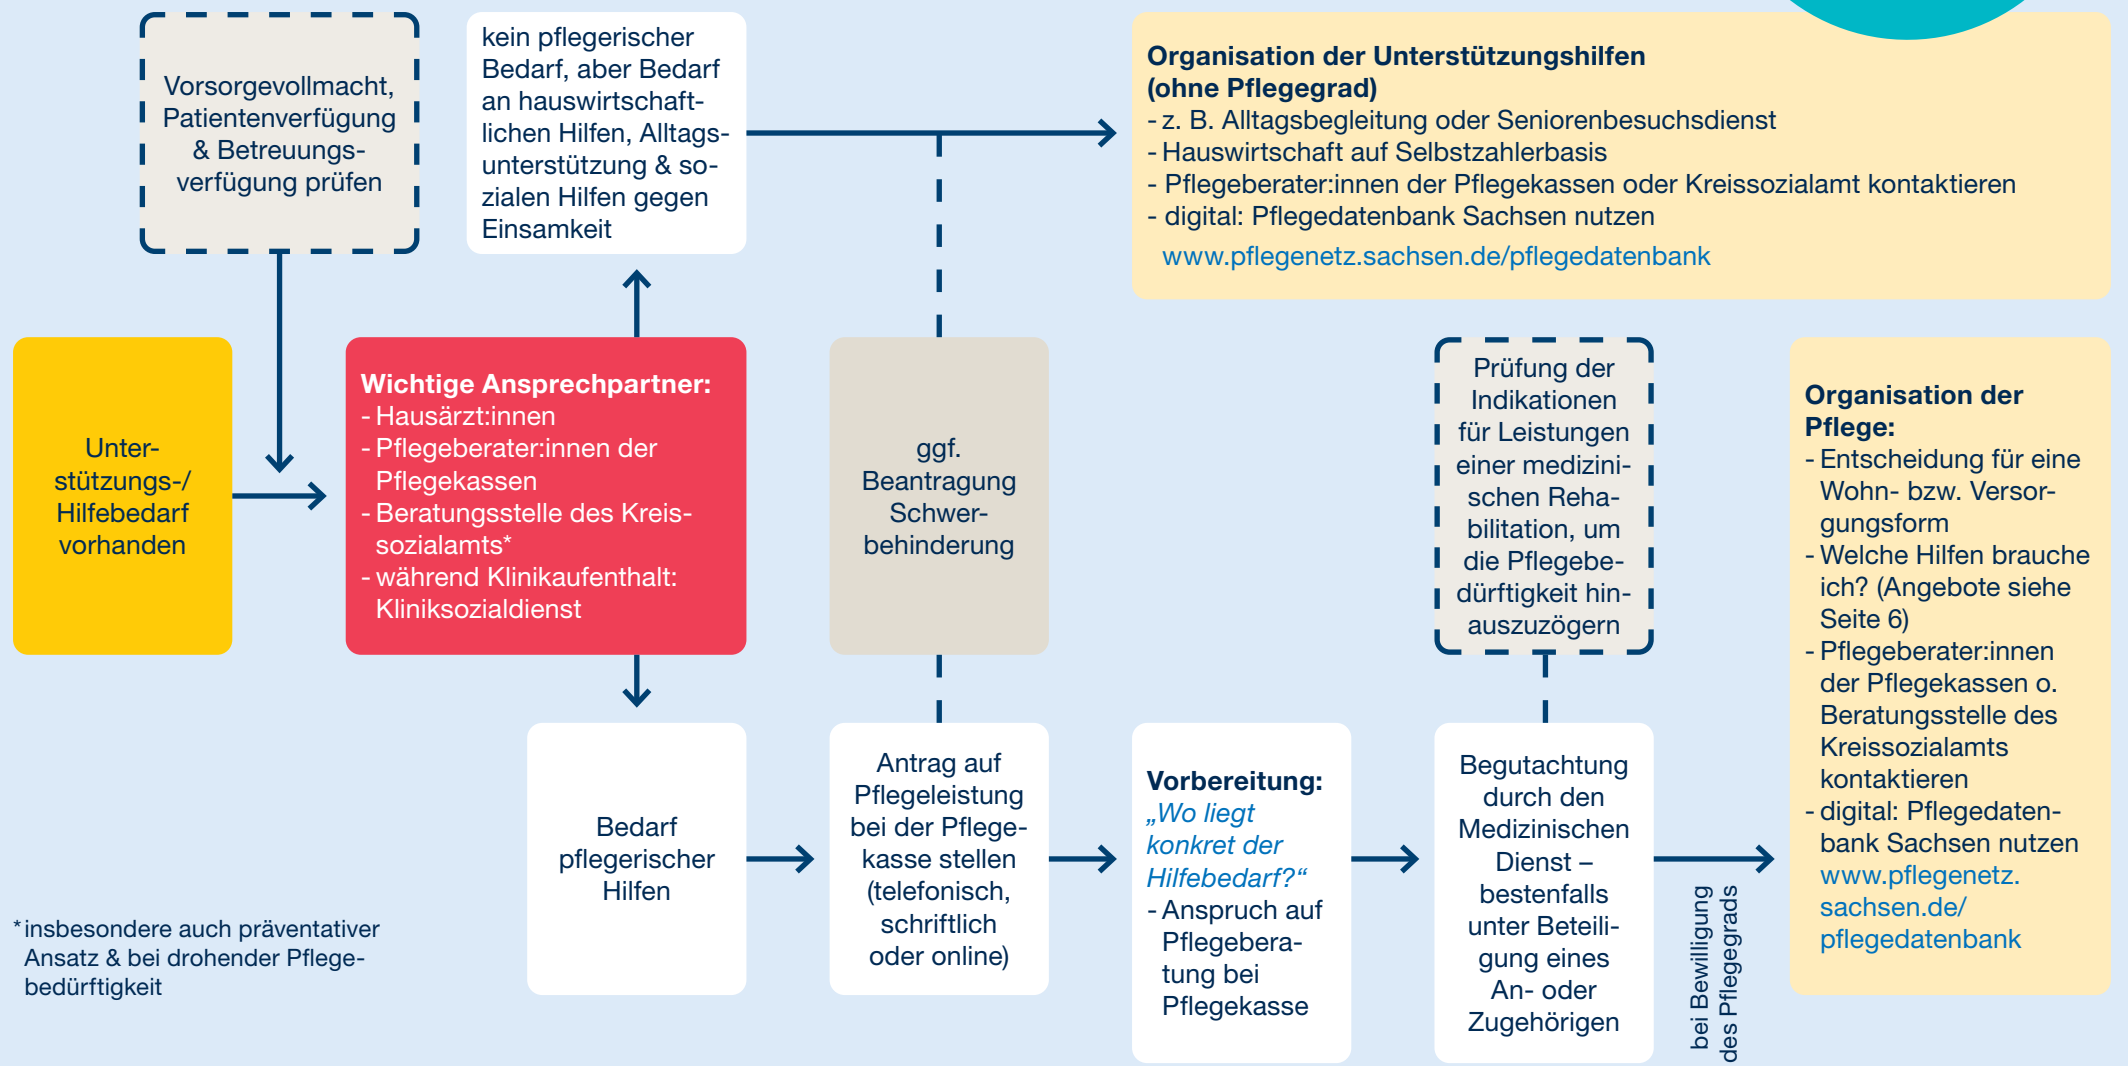 Vorsorgevollmacht,
Patientenverfügung
& Betreuungs-
verfügung prüfen
kein pflegerischer
Bedarf, aber Bedarf
an hauswirtschaft-
lichen Hilfen, Alltags-
unterstützung & so-
zialen Hilfen gegen
Einsamkeit
Organisation der Unterstützungshilfen
(ohne Pflegegrad)
- z. B. Alltagsbegleitung oder Seniorenbesuchsdienst
- Hauswirtschaft auf Selbstzahlerbasis
- Pflegeberater:innen der Pflegekassen oder Kreissozialamt kontaktieren
- digital: Pflegedatenbank Sachsen nutzen
www.pflegenetz.sachsen.de/pflegedatenbank
Unter-
stützungs-/
Hilfebedarf
vorhanden
Wichtige Ansprechpartner:
- Hausärzt:innen
- Pflegeberater:innen der
Pflegekassen
- Beratungsstelle des Kreis-
sozialamts*
- während Klinikaufenthalt:
Kliniksozialdienst
ggf.
Beantragung
Schwer-
behinderung
Prüfung der
Indikationen
für Leistungen
einer medizini-
schen Reha-
bilitation, um
die Pflegebe-
dürftigkeit hin-
auszuzögern
Organisation der
Pflege:
- Entscheidung für eine
Wohn- bzw. Versor-
gungsform
- Welche Hilfen brauche
ich? (Angebote siehe
Seite 6)
- Pflegeberater:innen
der Pflegekassen o.
Beratungsstelle des
Kreissozialamts
kontaktieren
- digital: Pflegedaten-
bank Sachsen nutzen
www.pflegenetz.
sachsen.de/
pflegedatenbank
Bedarf
pflegerischer
Hilfen
Antrag auf
Pflegeleistung
bei der Pflege-
kasse stellen
(telefonisch,
schriftlich
oder online)
Vorbereitung:
„Wo liegt
konkret der
Hilfebedarf?“
- Anspruch auf
Pflegebera-
tung bei
Pflegekasse
Begutachtung
durch den
Medizinischen
Dienst –
bestenfalls
unter Beteili-
gung eines
An- oder
Zugehörigen
bei Bewilligung
des Pflegegrads
* insbesondere auch präventativer
Ansatz & bei drohender Pflege-
bedürftigkeit